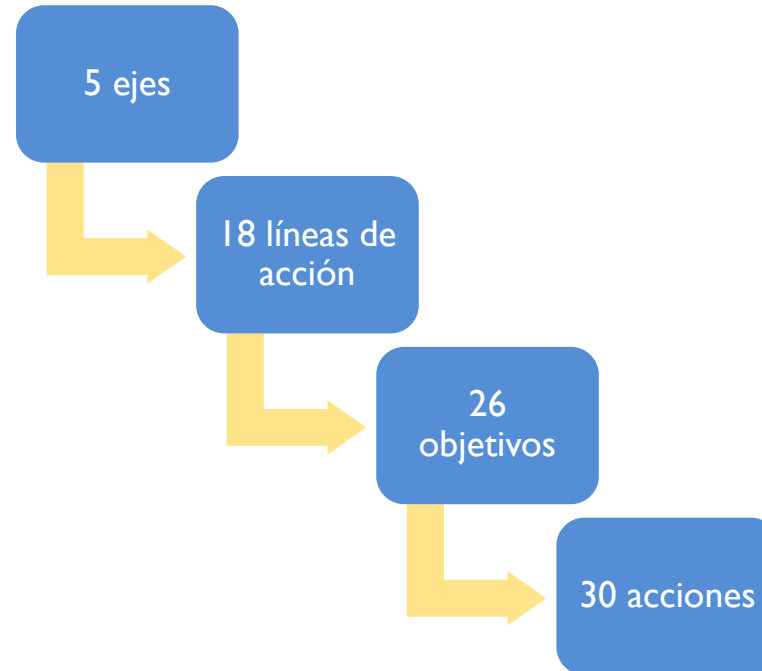 5 ejes
18 líneas de
acción
26
objetivos
30 acciones